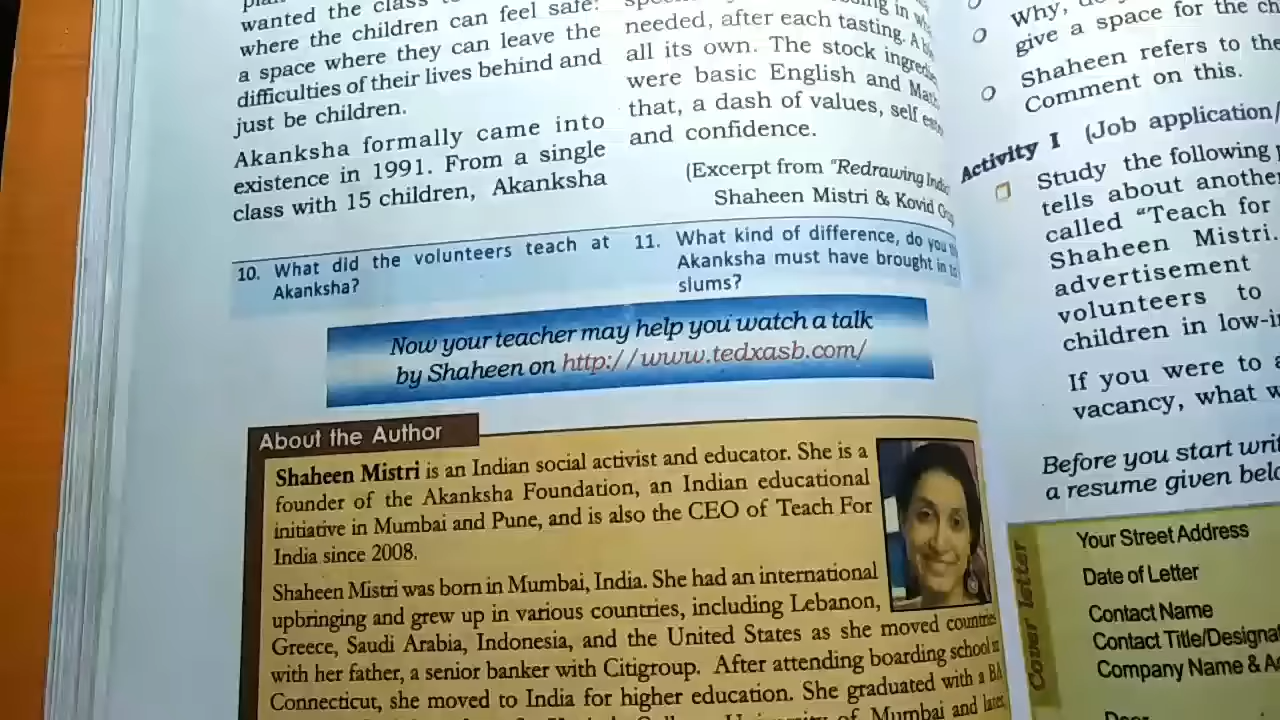 wanted the class
where the children can feel safe:
a space where they can leave the
difficulties of their lives behind and
just be children.
Akanksha formally came into
existence in 1991. From a single
class with 15 children, Akanksha
needed, after each tasting. A
all its own. The stock
were basic English and
that, a dash of values, self
and confidence.
(Excerpt from "Redrawing
Shaheen Mistri & Kovid
10. What did the volunteers teach at
Akanksha?
11. What kind of difference, do you
Akanksha must have brought in
slums?
Now your teacher may help you watch a talk
by Shaheen on http://www.tedxasb.com/
About the Author
Shaheen Mistri is an Indian social activist and educator. She is a
founder of the Akanksha Foundation, an Indian educational
initiative in Mumbai and Pune, and is also the CEO of Teach For
India since 2008.
Shaheen Mistri was born in Mumbai, India. She had an international
upbringing and grew up in various countries, including Lebanon,
Greece, Saudi Arabia, Indonesia, and the United States as she moved countries
with her father, a senior banker with Citigroup. After attending boarding school in
Connecticut, she moved to India for higher education. She graduated with a BA
of Mumbai and later,
Why,
give a space for the
Shaheen refers to the
Comment on this.
Activity I (Job application/
Study the following
tells about another
called "Teach for
Shaheen Mistri.
advertisement
volunteers to
children in
If you were to
vacancy, what
Before you start
a resume given
Cover letter
Your Street Address
Date of Letter
Contact Name
Contact
Company Name &